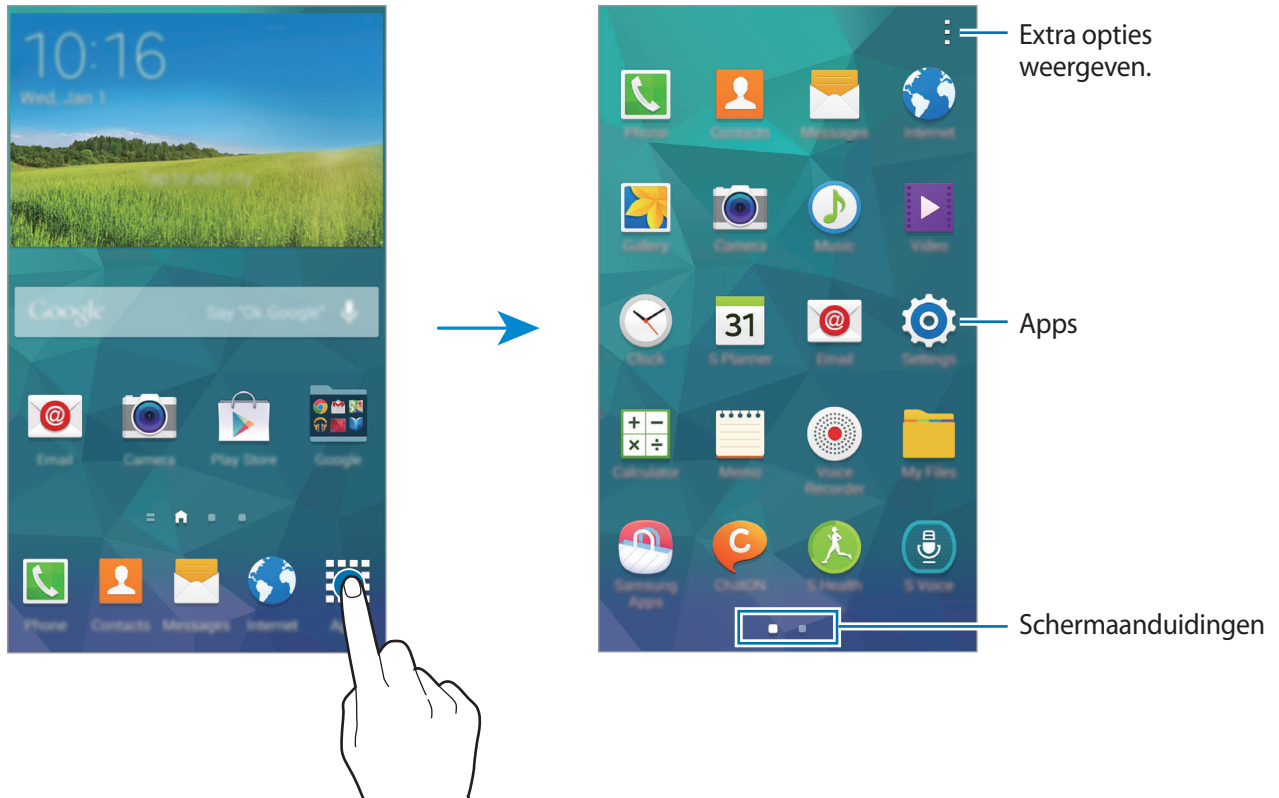 10:16
Wed, Jan 1
Tap to add city
Google Say "Ok Google"
Email Camera Play Store Google
Phone Contacts Messages Internet
Extra opties
weergeven.
Phone Contacts Messages Internet
Gallery Camera Music Video
31
Apps
Clock S Planner Email Settings
Calculator Memo Voice
Recorder My Files
Samsung
Apps ChatON S Health S Voice
Schermaanduidingen